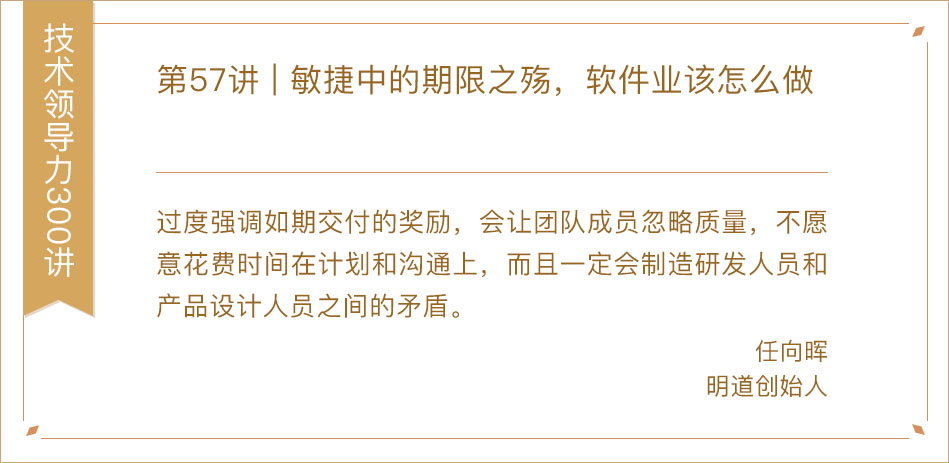 技术领导力300讲
第57讲 | 敏捷中的期限之殇，软件业该怎么做
过度强调如期交付的奖励，会让团队成员忽略质量，不愿
意花费时间在计划和沟通上，而且一定会制造研发人员和
产品设计人员之间的矛盾。
任向晖
明道创始人